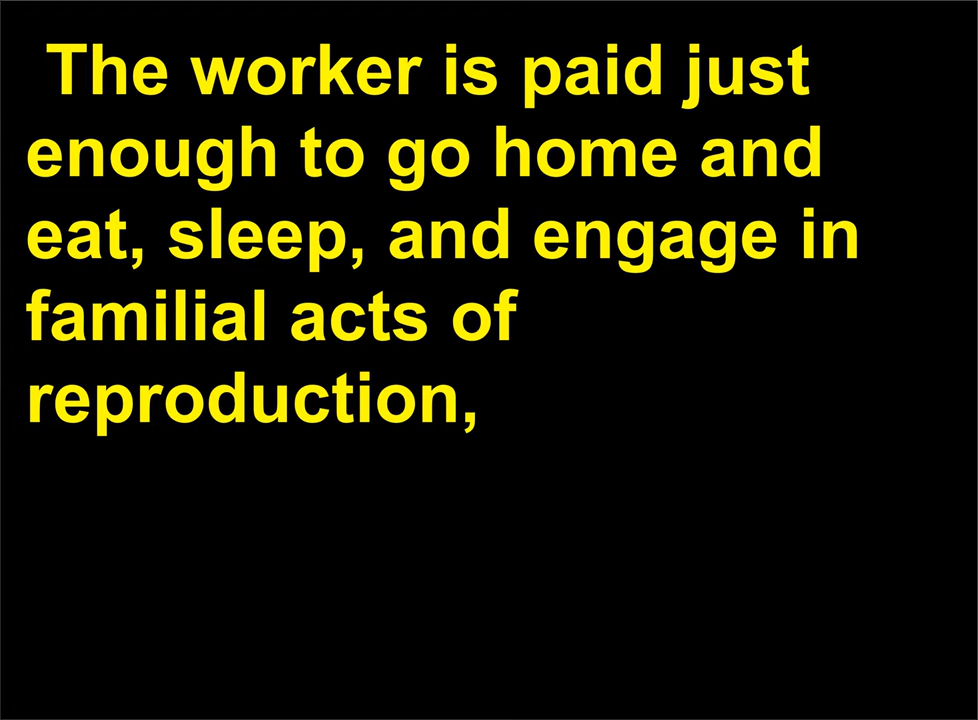 The worker is paid just
enough to go home and
eat, sleep, and engage in
familial acts of
reproduction,